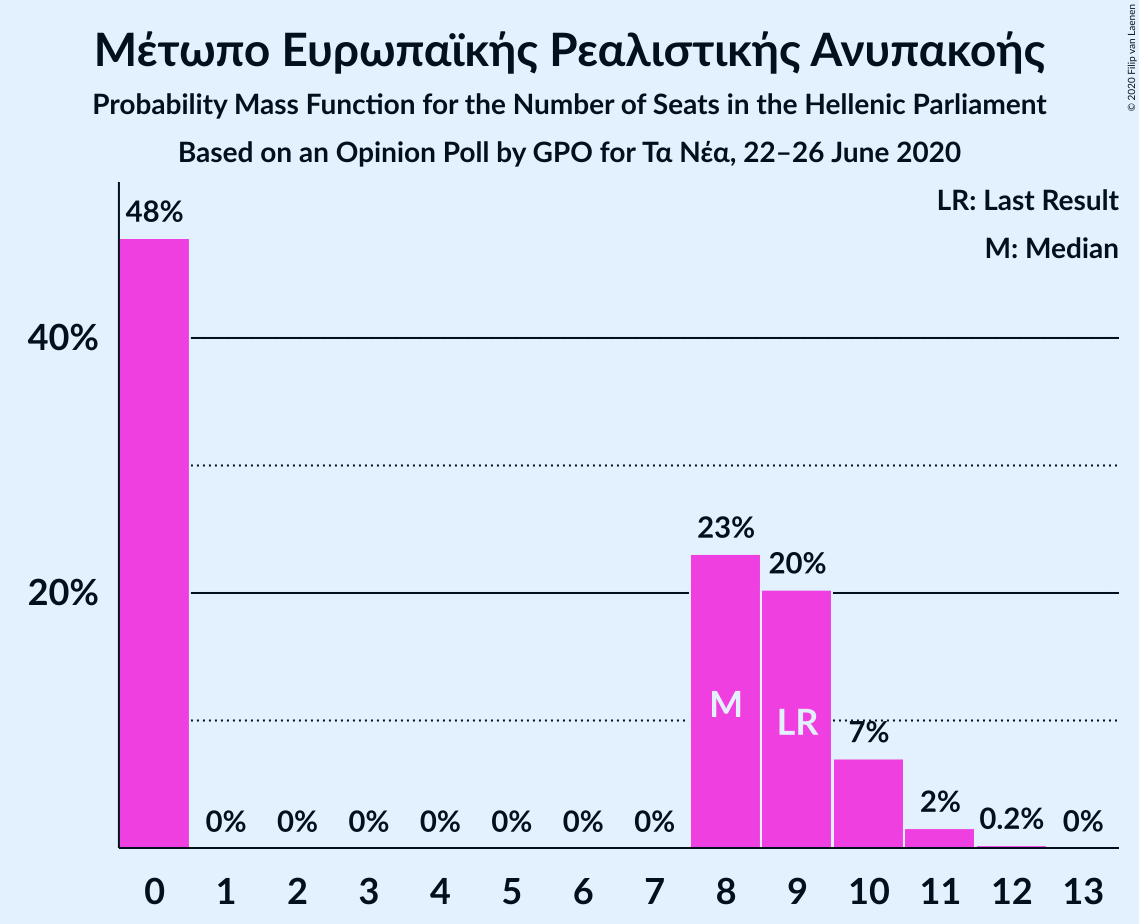 Μέτωπο Ευρωπαϊκής Ρεαλιστικής Ανυπακοής
Probability Mass Function for the Number of Seats in the Hellenic Parliament
Based on an Opinion Poll by GPO for Τα Νέα, 22–26 June 2020
© 2020 Filip van Laenen
LR: Last Result
M: Median
48%
40%
23%
20%
20%
M
LR
7%
2%
0.2%
0%
0%
0%
0%
0%
0%
0%
0%
0 1 2 3 4 5 6 7 8 9 10 11 12 13